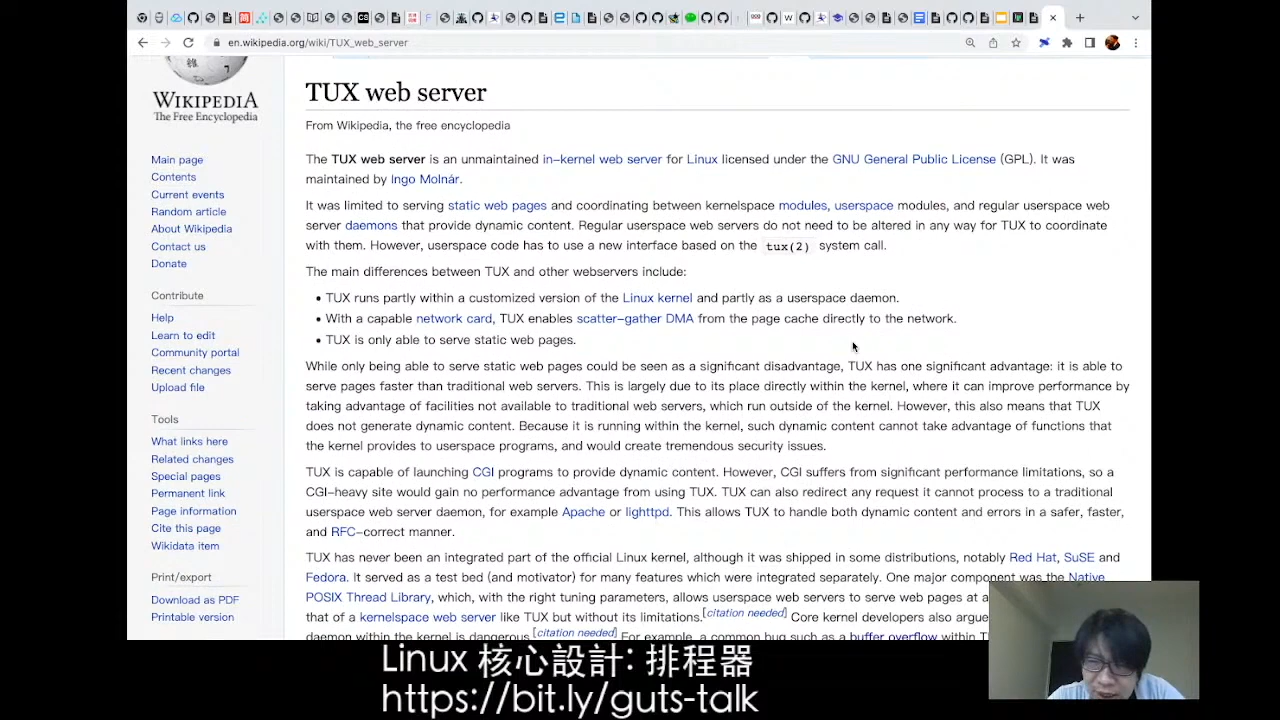 en.wikipedia.org/wiki/TUX_web_server
WIKIPEDIA
The Free Encyclopedia
Main page
Contents
Current events
Random article
About Wikipedia
Contact us
Donate
Contribute
Help
Learn to edit
Community portal
Recent changes
Upload file
Tools
What links here
Related changes
Special pages
Permanent link
Page information
Cite this page
Wikidata item
Print/export
Download as PDF
Printable version
TUX web server
From Wikipedia, the free encyclopedia
The TUX web server is an unmaintained in-kernel web server for Linux licensed under the GNU General Public License (GPL). It was
maintained by Ingo Molnár.
It was limited to serving static web pages and coordinating between kernelspace modules, userspace modules, and regular userspace web
server daemons that provide dynamic content. Regular userspace web servers do not need to be altered in any way for TUX to coordinate
with them. However, userspace code has to use a new interface based on the tux(2) system call.
The main differences between TUX and other webservers include:
• TUX runs partly within a customized version of the Linux kernel and partly as a userspace daemon.
• With a capable network card, TUX enables scatter-gather DMA from the page cache directly to the network.
• TUX is only able to serve static web pages.
While only being able to serve static web pages could be seen as a significant disadvantage, TUX has one significant advantage: it is able to
serve pages faster than traditional web servers. This is largely due to its place directly within the kernel, where it can improve performance by
taking advantage of facilities not available to traditional web servers, which run outside of the kernel. However, this also means that TUX
does not generate dynamic content. Because it is running within the kernel, such dynamic content cannot take advantage of functions that
the kernel provides to userspace programs, and would create tremendous security issues.
TUX is capable of launching CGI programs to provide dynamic content. However, CGI suffers from significant performance limitations, so a
CGI-heavy site would gain no performance advantage from using TUX. TUX can also redirect any request it cannot process to a traditional
userspace web server daemon, for example Apache or lighttpd. This allows TUX to handle both dynamic content and errors in a safer, faster,
and RFC-correct manner.
TUX has never been an integrated part of the official Linux kernel, although it was shipped in some distributions, notably Red Hat, SuSE and
Fedora. It served as a test bed (and motivator) for many features which were integrated separately. One major component was the Native
POSIX Thread Library, which, with the right tuning parameters, allows userspace web servers to serve web pages at a
that of a kernelspace web server like TUX but without its limitations.[citation needed] Core kernel developers also argue
daemon within the kernel is dangerous.[citation needed] For example, a common bug such as a buffer overflow within T
Linux 核心設計: 排程器
https://bit.ly/guts-talk